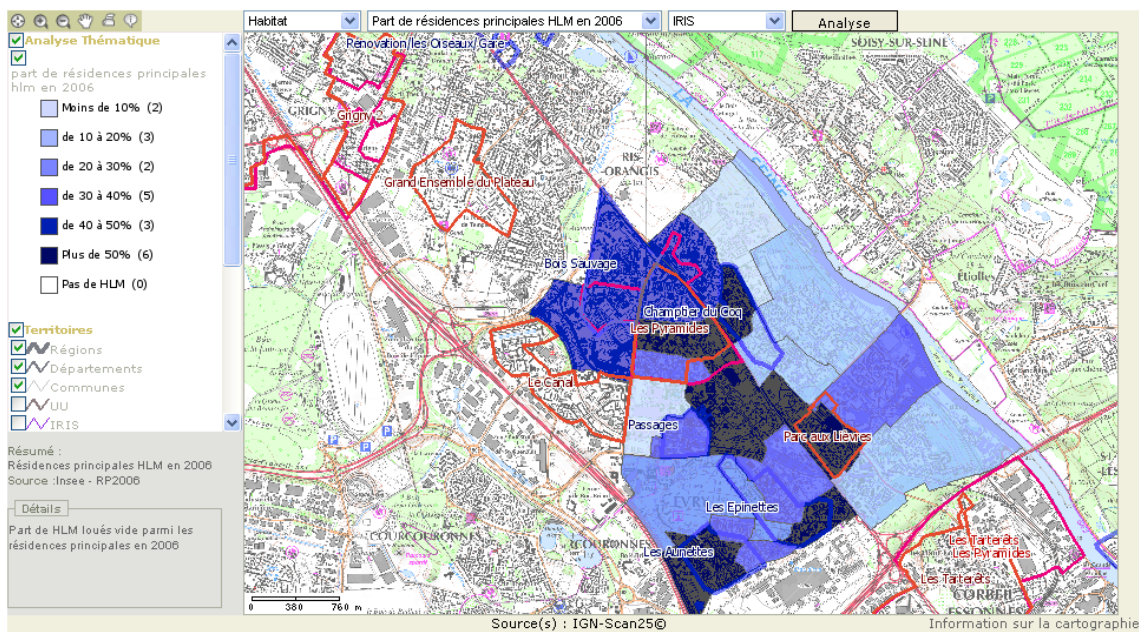 Habitat
Part de résidences principales HLM en 2006
IRIS
Analyse
Analyse Thématique
part de résidences principales
hlm en 2006
Moins de 10% (2)
de 10 à 20% (3)
de 20 à 30% (2)
de 30 à 40% (5)
de 40 à 50% (3)
Plus de 50% (6)
Pas de HLM (0)
Territoires
Régions
Départements
Communes
UU
IRIS
Résumé :
Résidences principales HLM en 2006
Source :Insee - RP2006
Détails
Part de HLM loués vide parmi les
résidences principales en 2006
Renovation/les Oiseaux Gare
SOISY-SUR-SEINE
LA SEINE
GRIGNY
Grigny 2
RIS
ORANGIS
Grand Ensemble du Plateau
Bois Sauvage
Etiolles
Champtier du Coq
Les Pyramides
Le Canal
Passages
Parc aux Lièvres
EVRY
Les Epinettes
COURCOURONNES
Les Aunettes
Les Tarterêts
Les Pyramides
Les Tarterêts
CORBEIL
ESSONNES
0 380 760 m
Source(s) : IGN-Scan25©
Information sur la cartographie